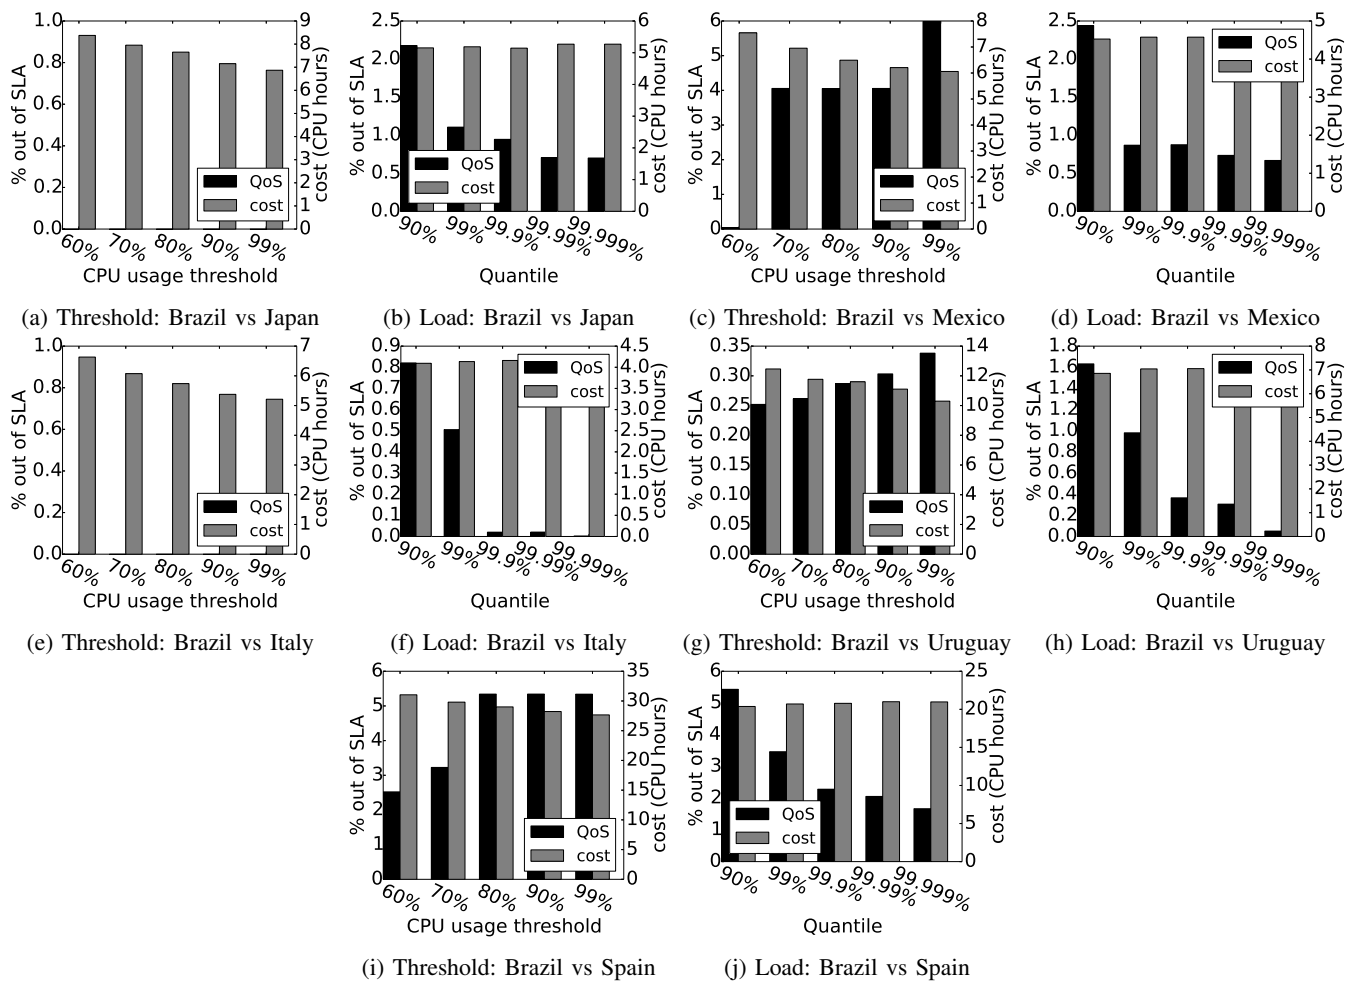 % out of SLA
1.0
0.8
0.6
0.4
0.2
0.0
9
8
7
6
5
4
3
2
1
0
cost (CPU hours)
QoS
cost
60% 70% 80% 90% 99%
CPU usage threshold
(a) Threshold: Brazil vs Japan
% out of SLA
2.5
2.0
1.5
1.0
0.5
0.0
6
5
4
3
2
1
0
cost (CPU hours)
QoS
cost
90% 99% 99.9% 99.99% 99.999%
Quantile
(b) Load: Brazil vs Japan
% out of SLA
6
5
4
3
2
1
0
8
7
6
5
4
3
2
1
0
cost (CPU hours)
QoS
cost
60% 70% 80% 90% 99%
CPU usage threshold
(c) Threshold: Brazil vs Mexico
% out of SLA
2.5
2.0
1.5
1.0
0.5
0.0
5
4
3
2
1
0
cost (CPU hours)
QoS
cost
90% 99% 99.9% 99.99% 99.999%
Quantile
(d) Load: Brazil vs Mexico
% out of SLA
1.0
0.8
0.6
0.4
0.2
0.0
7
6
5
4
3
2
1
0
cost (CPU hours)
QoS
cost
60% 70% 80% 90% 99%
CPU usage threshold
(e) Threshold: Brazil vs Italy
% out of SLA
0.9
0.8
0.7
0.6
0.5
0.4
0.3
0.2
0.1
0.0
4.5
4.0
3.5
3.0
2.5
2.0
1.5
1.0
0.5
0.0
cost (CPU hours)
QoS
cost
90% 99% 99.9% 99.99% 99.999%
Quantile
(f) Load: Brazil vs Italy
% out of SLA
0.35
0.30
0.25
0.20
0.15
0.10
0.05
0.00
14
12
10
8
6
4
2
0
cost (CPU hours)
QoS
cost
60% 70% 80% 90% 99%
CPU usage threshold
(g) Threshold: Brazil vs Uruguay
% out of SLA
1.8
1.6
1.4
1.2
1.0
0.8
0.6
0.4
0.2
0.0
8
7
6
5
4
3
2
1
0
cost (CPU hours)
QoS
cost
90% 99% 99.9% 99.99% 99.999%
Quantile
(h) Load: Brazil vs Uruguay
% out of SLA
6
5
4
3
2
1
0
35
30
25
20
15
10
5
0
cost (CPU hours)
QoS
cost
60% 70% 80% 90% 99%
CPU usage threshold
(i) Threshold: Brazil vs Spain
% out of SLA
6
5
4
3
2
1
0
25
20
15
10
5
0
cost (CPU hours)
QoS
cost
90% 99% 99.9% 99.99% 99.999%
Quantile
(j) Load: Brazil vs Spain